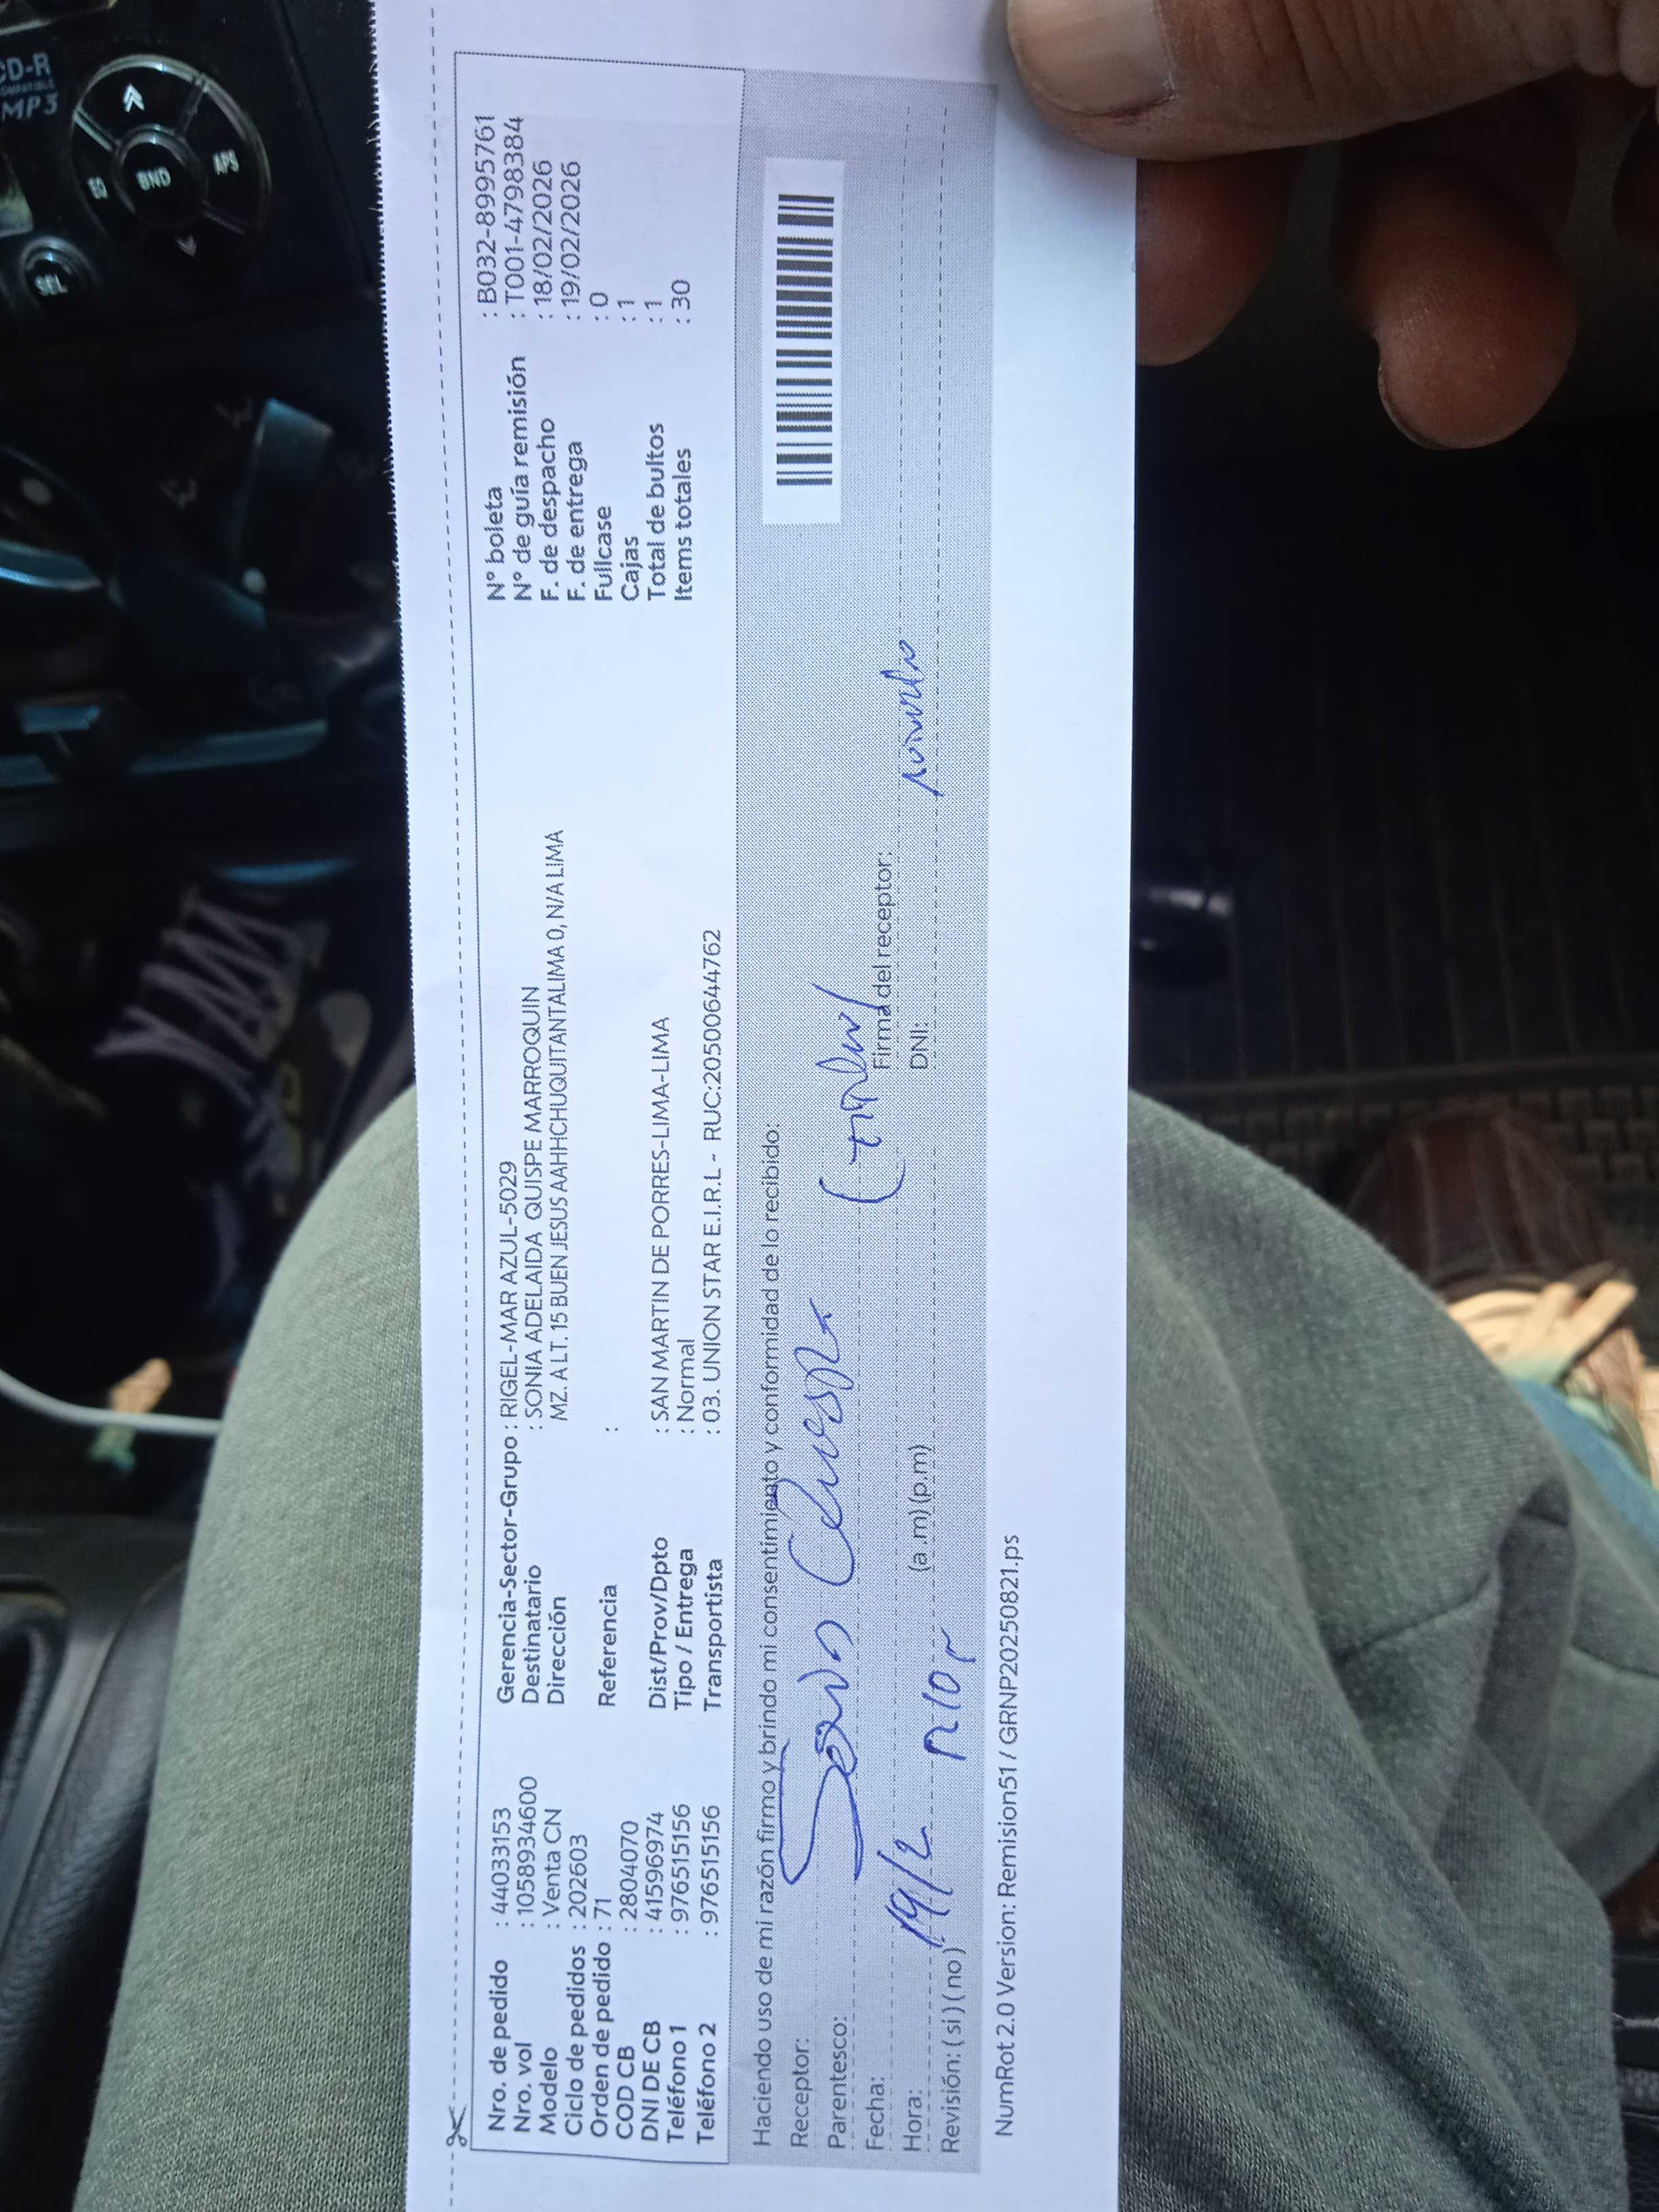 CD-R
MP3
EQ
BND
APS
SEL
Nro. de pedido : 44033153
Nro. vol : 1058934600
Modelo : Venta CN
Ciclo de pedidos : 202603
Orden de pedido : 71
COD CB : 2804070
DNI DE CB : 41596974
Teléfono 1 : 976515156
Teléfono 2 : 976515156
Gerencia-Sector-Grupo : RIGEL-MAR AZUL-5029
Destinatario : SONIA ADELAIDA QUISPE MARROQUIN
Dirección MZ. A LT. 15 BUEN JESUS AAHHCHUQUITANTALIMA 0, N/A LIMA
Referencia :
Dist/Prov/Dpto : SAN MARTIN DE PORRES-LIMA-LIMA
Tipo / Entrega : Normal
Transportista : 03. UNION STAR E.I.R.L - RUC:20500644762
N° boleta : B032-8995761
N° de guía remisión : T001-4798384
F. de despacho : 18/02/2026
F. de entrega : 19/02/2026
Fullcase : 0
Cajas : 1
Total de bultos : 1
Items totales : 30
Haciendo uso de mi razón firmo y brindo mi consentimiento y conformidad de lo recibido:
Receptor:
Parentesco:
Fecha: 19/2
Hora: (a.m)(p.m)
Revisión: ( si ) ( no )
Firma del receptor:
DNI:
NumRot 2.0 Version: Remision51 / GRNP20250821.ps